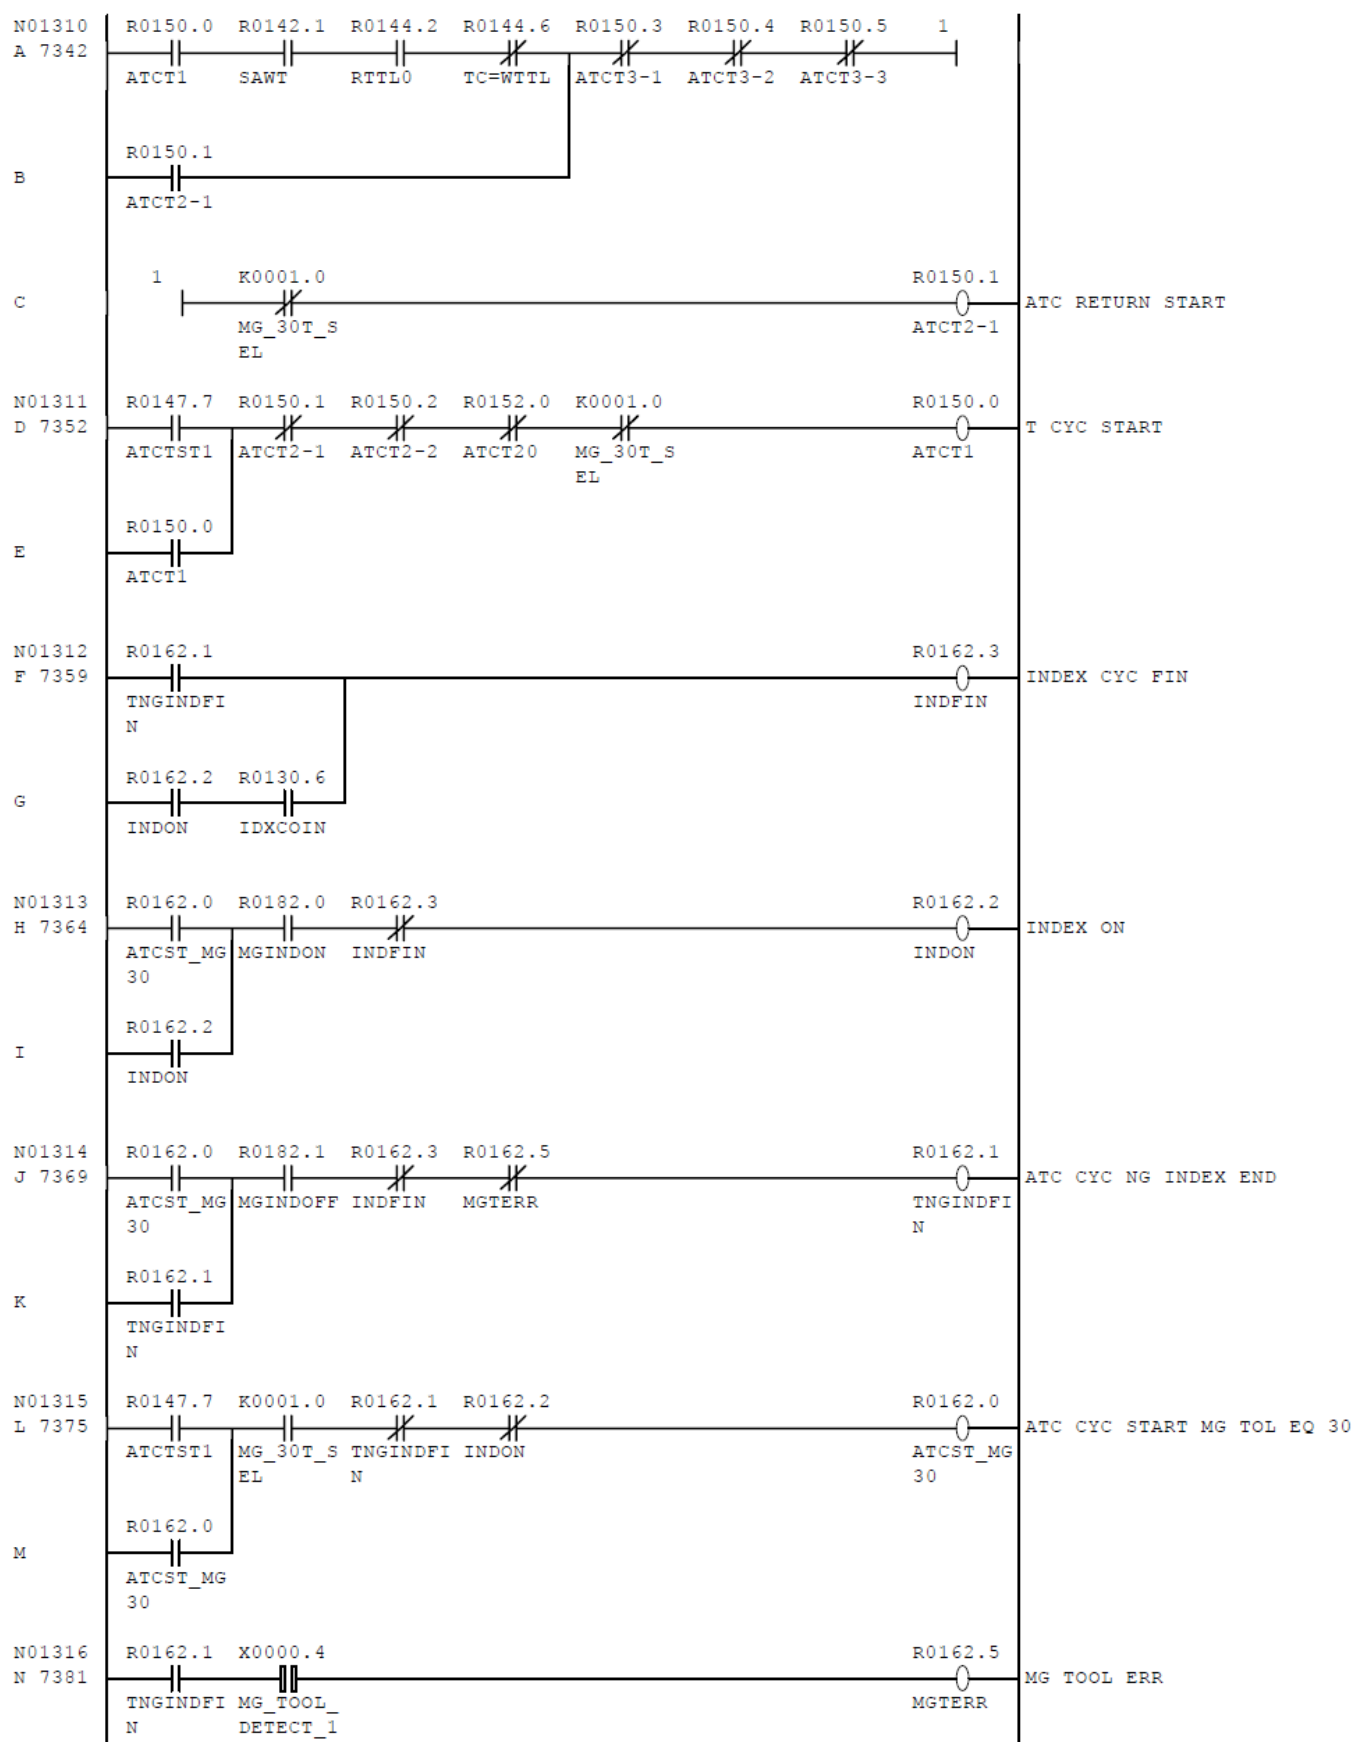 N01310 R0150.0 R0142.1 R0144.2 R0144.6 R0150.3 R0150.4 R0150.5 1
A 7342
ATCT1 SAWT RTTL0 TC=WTTL ATCT3-1 ATCT3-2 ATCT3-3
R0150.1
B
ATCT2-1
1 K0001.0 R0150.1
C ATC RETURN START
MG_30T_S ATCT2-1
EL
N01311 R0147.7 R0150.1 R0150.2 R0152.0 K0001.0 R0150.0
D 7352 T CYC START
ATCTST1 ATCT2-1 ATCT2-2 ATCT20 MG_30T_S ATCT1
EL
R0150.0
E
ATCT1
N01312 R0162.1 R0162.3
F 7359 INDEX CYC FIN
TNGINDFI INDFIN
N
R0162.2 R0130.6
G
INDON IDXCOIN
N01313 R0162.0 R0182.0 R0162.3 R0162.2
H 7364 INDEX ON
ATCST_MG MGINDON INDFIN INDON
30
R0162.2
I
INDON
N01314 R0162.0 R0182.1 R0162.3 R0162.5 R0162.1
J 7369 ATC CYC NG INDEX END
ATCST_MG MGINDOFF INDFIN MGTERR TNGINDFI
30 N
R0162.1
K
TNGINDFI
N
N01315 R0147.7 K0001.0 R0162.1 R0162.2 R0162.0
L 7375 ATC CYC START MG TOL EQ 30
ATCTST1 MG_30T_S TNGINDFI INDON ATCST_MG
EL N 30
R0162.0
M
ATCST_MG
30
N01316 R0162.1 X0000.4 R0162.5
N 7381 MG TOOL ERR
TNGINDFI MG_TOOL_ MGTERR
N DETECT_1